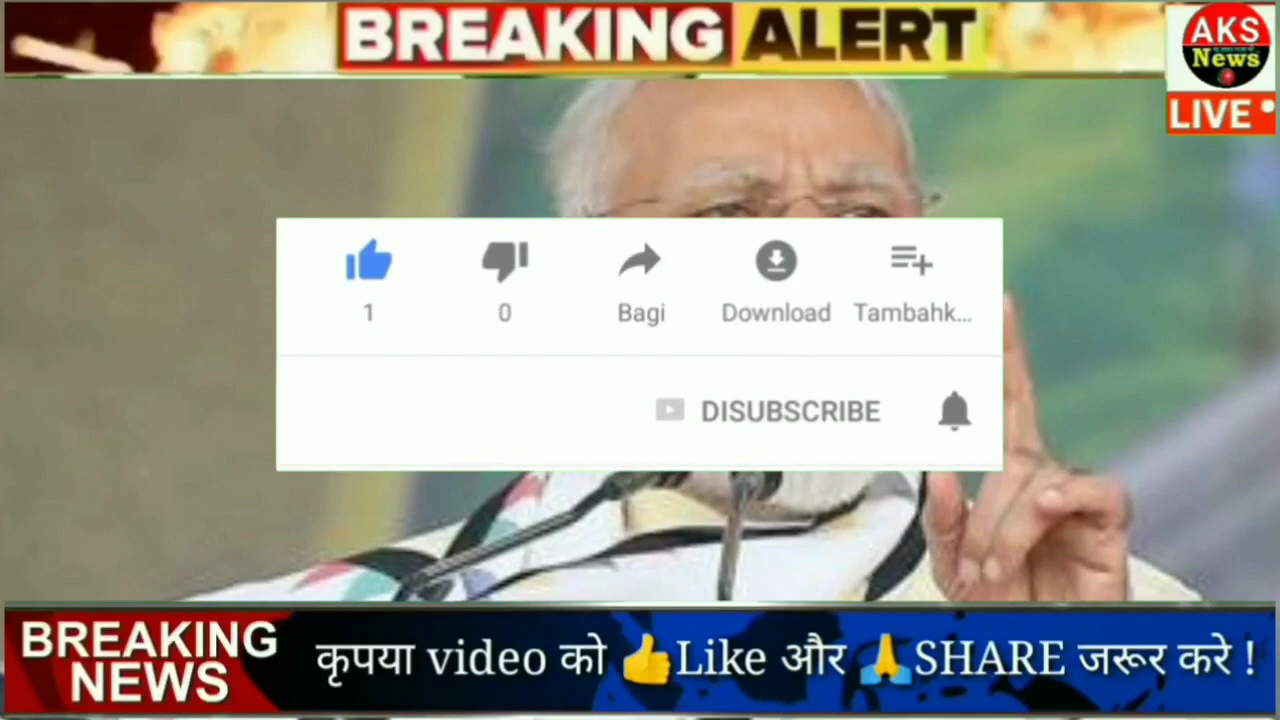 BREAKING ALERT
AKS
News
LIVE
1 0 Bagi Download Tambahk...
DISUBSCRIBE
BREAKING
NEWS
कृपया video को 👍Like और 🙏SHARE जरूर करे !